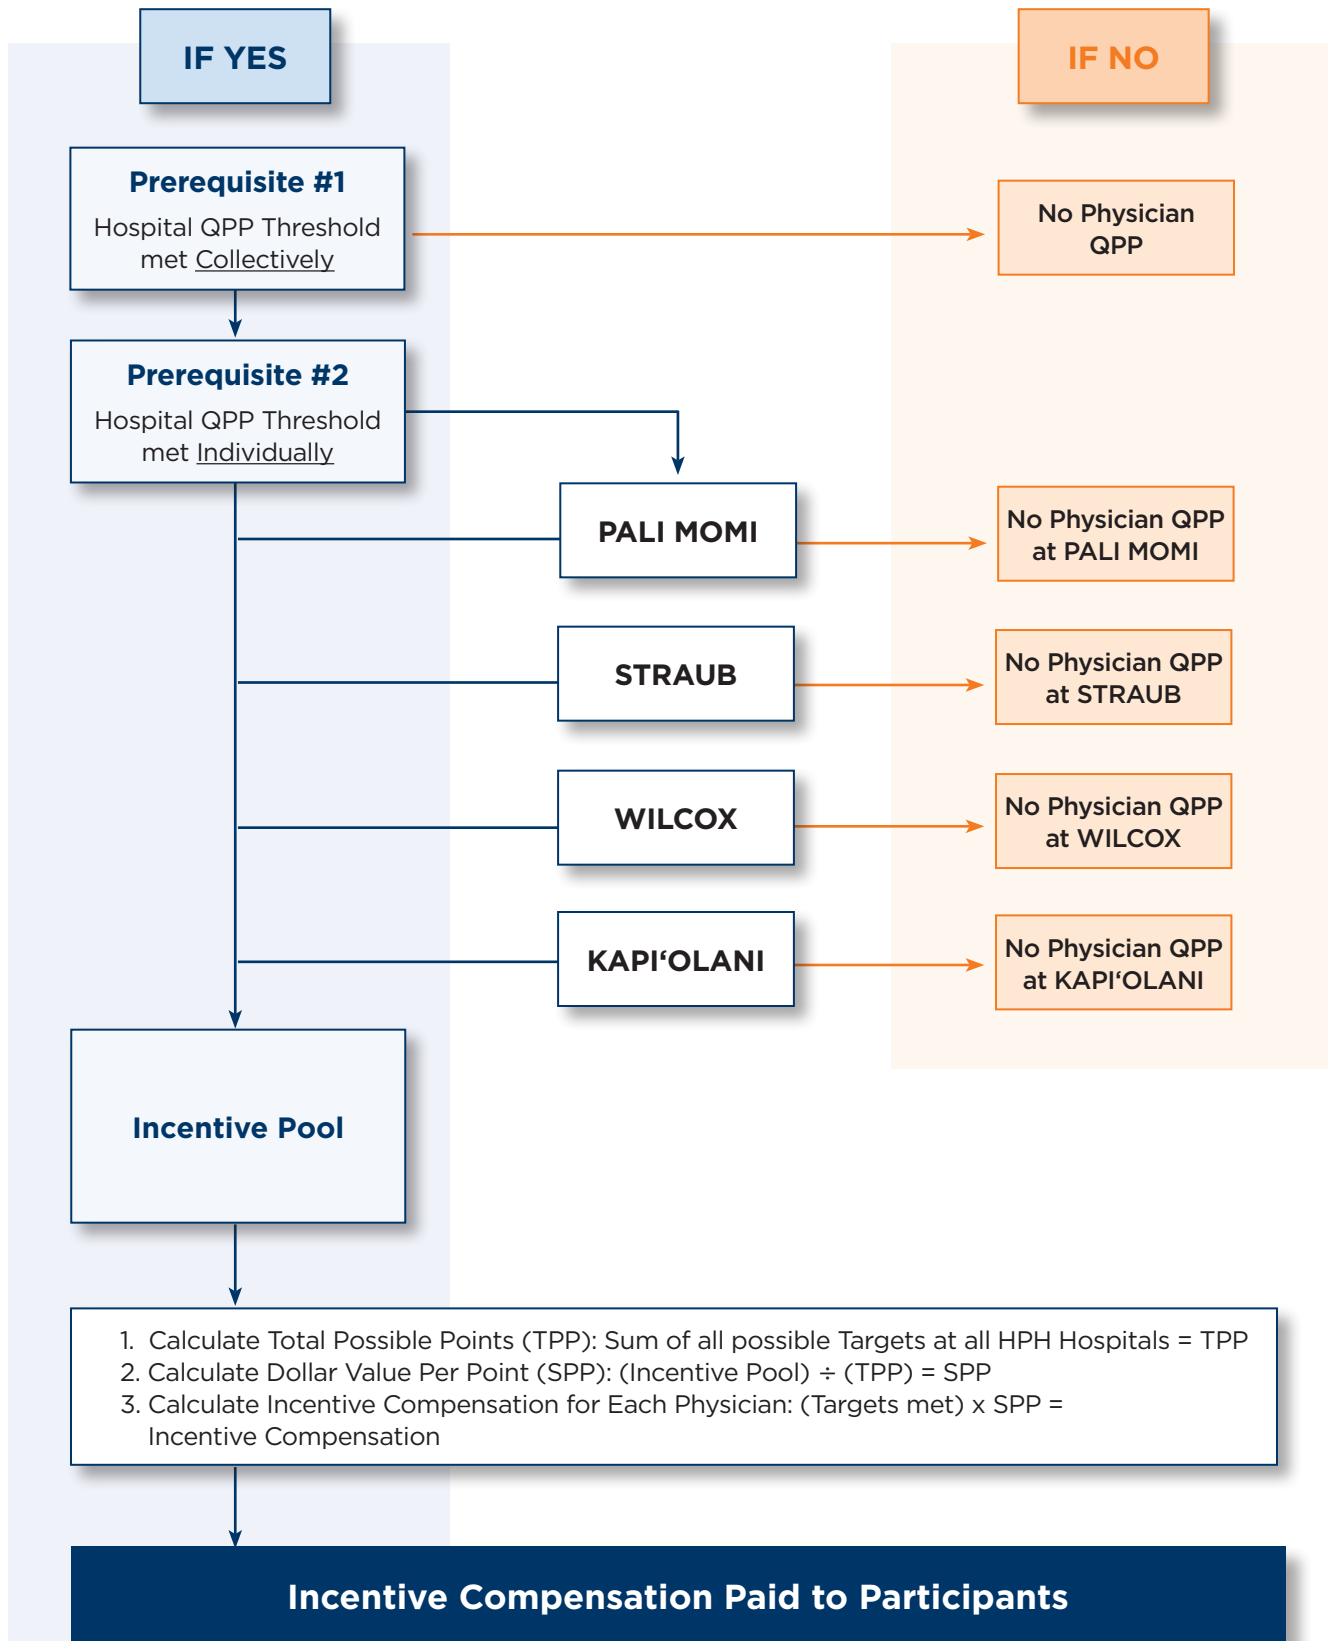 IF YES
IF NO
Prerequisite #1
Hospital QPP Threshold
met Collectively
No Physician
QPP
Prerequisite #2
Hospital QPP Threshold
met Individually
PALI MOMI
No Physician QPP
at PALI MOMI
STRAUB
No Physician QPP
at STRAUB
WILCOX
No Physician QPP
at WILCOX
KAPI‘OLANI
No Physician QPP
at KAPI‘OLANI
Incentive Pool
1. Calculate Total Possible Points (TPP): Sum of all possible Targets at all HPH Hospitals = TPP
2. Calculate Dollar Value Per Point (SPP): (Incentive Pool) ÷ (TPP) = SPP
3. Calculate Incentive Compensation for Each Physician: (Targets met) x SPP =
Incentive Compensation
Incentive Compensation Paid to Participants